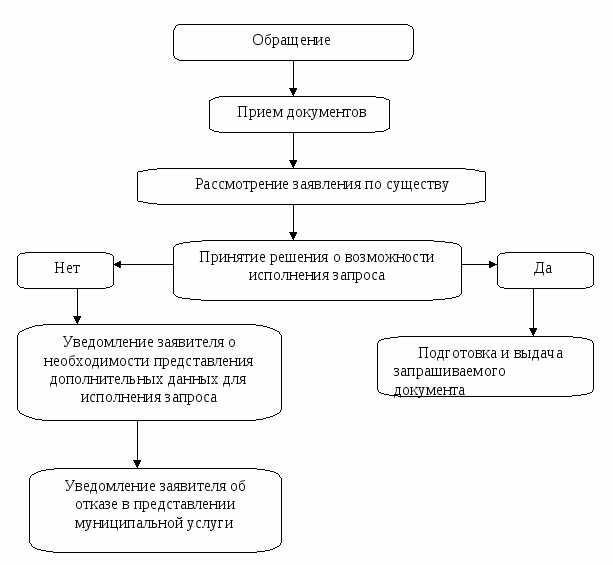 Обращение
Прием документов
Рассмотрение заявления по существу
Принятие решения о возможности
исполнения запроса
Нет
Да
Уведомление заявителя о
необходимости представления
дополнительных данных для
исполнения запроса
Подготовка и выдача
запрашиваемого
документа
Уведомление заявителя об
отказе в представлении
муниципальной услуги